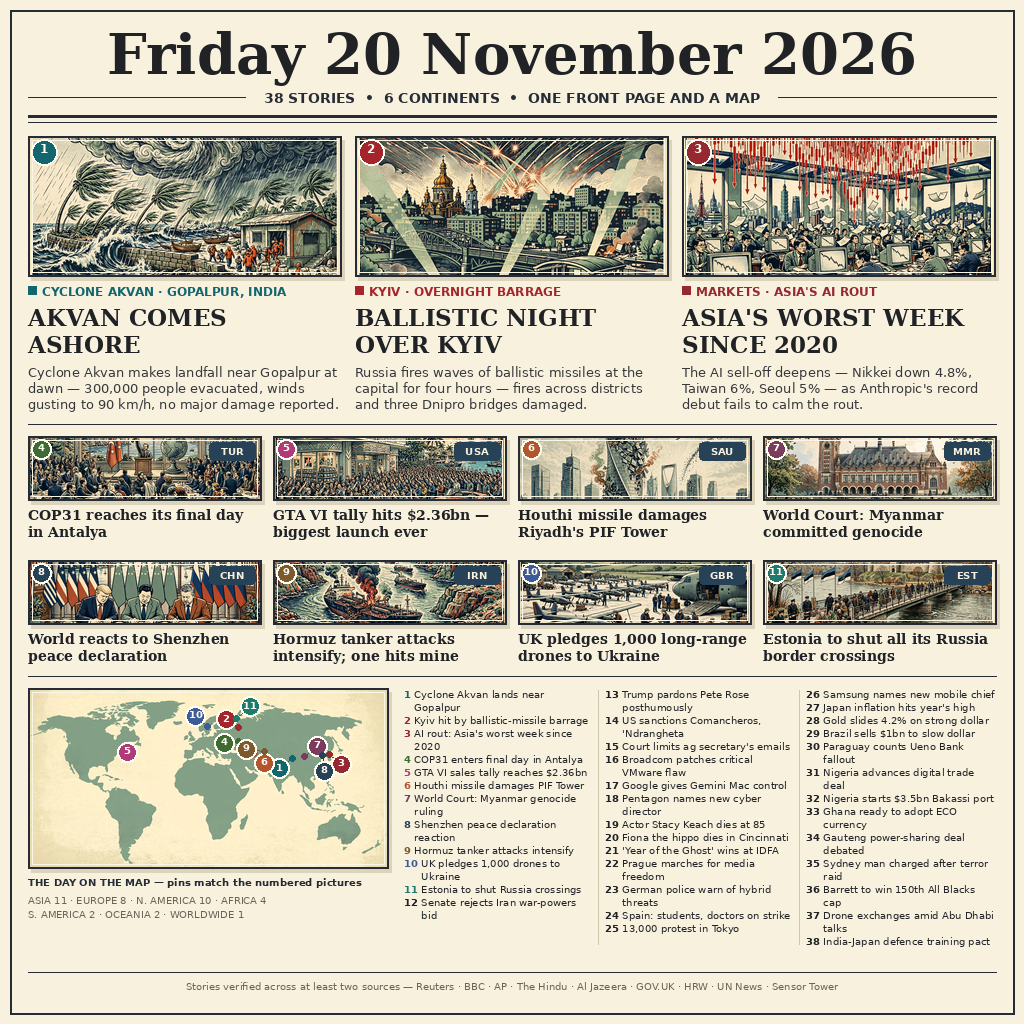 Friday 20 November 2026
38 STORIES • 6 CONTINENTS • ONE FRONT PAGE AND A MAP
1
2
3
CYCLONE AKVAN · GOPALPUR, INDIA
AKVAN COMES
ASHORE
Cyclone Akvan makes landfall near Gopalpur at
dawn — 300,000 people evacuated, winds
gusting to 90 km/h, no major damage reported.
KYIV · OVERNIGHT BARRAGE
BALLISTIC NIGHT
OVER KYIV
Russia fires waves of ballistic missiles at the
capital for four hours — fires across districts
and three Dnipro bridges damaged.
MARKETS · ASIA'S AI ROUT
ASIA'S WORST WEEK
SINCE 2020
The AI sell-off deepens — Nikkei down 4.8%,
Taiwan 6%, Seoul 5% — as Anthropic's record
debut fails to calm the rout.
4
TUR
COP31 reaches its final day
in Antalya
5
USA
GTA VI tally hits $2.36bn —
biggest launch ever
6
SAU
Houthi missile damages
Riyadh's PIF Tower
7
MMR
World Court: Myanmar
committed genocide
8
CHN
World reacts to Shenzhen
peace declaration
9
IRN
Hormuz tanker attacks
intensify; one hits mine
10
GBR
UK pledges 1,000 long-range
drones to Ukraine
11
EST
Estonia to shut all its Russia
border crossings
11
10
2
4
9
7
5
6
1
8
3
THE DAY ON THE MAP — pins match the numbered pictures
ASIA 11 · EUROPE 8 · N. AMERICA 10 · AFRICA 4
S. AMERICA 2 · OCEANIA 2 · WORLDWIDE 1
1 Cyclone Akvan lands near
Gopalpur
2 Kyiv hit by ballistic-missile barrage
3 AI rout: Asia's worst week since
2020
4 COP31 enters final day in Antalya
5 GTA VI sales tally reaches $2.36bn
6 Houthi missile damages PIF Tower
7 World Court: Myanmar genocide
ruling
8 Shenzhen peace declaration
reaction
9 Hormuz tanker attacks intensify
10 UK pledges 1,000 drones to
Ukraine
11 Estonia to shut Russia crossings
12 Senate rejects Iran war-powers
bid
13 Trump pardons Pete Rose
posthumously
14 US sanctions Comancheros,
'Ndrangheta
15 Court limits ag secretary's emails
16 Broadcom patches critical
VMware flaw
17 Google gives Gemini Mac control
18 Pentagon names new cyber
director
19 Actor Stacy Keach dies at 85
20 Fiona the hippo dies in Cincinnati
21 'Year of the Ghost' wins at IDFA
22 Prague marches for media
freedom
23 German police warn of hybrid
threats
24 Spain: students, doctors on strike
25 13,000 protest in Tokyo
26 Samsung names new mobile chief
27 Japan inflation hits year's high
28 Gold slides 4.2% on strong dollar
29 Brazil sells $1bn to slow dollar
30 Paraguay counts Ueno Bank
fallout
31 Nigeria advances digital trade
deal
32 Nigeria starts $3.5bn Bakassi port
33 Ghana ready to adopt ECO
currency
34 Gauteng power-sharing deal
debated
35 Sydney man charged after terror
raid
36 Barrett to win 150th All Blacks
cap
37 Drone exchanges amid Abu Dhabi
talks
38 India-Japan defence training pact
Stories verified across at least two sources — Reuters · BBC · AP · The Hindu · Al Jazeera · GOV.UK · HRW · UN News · Sensor Tower